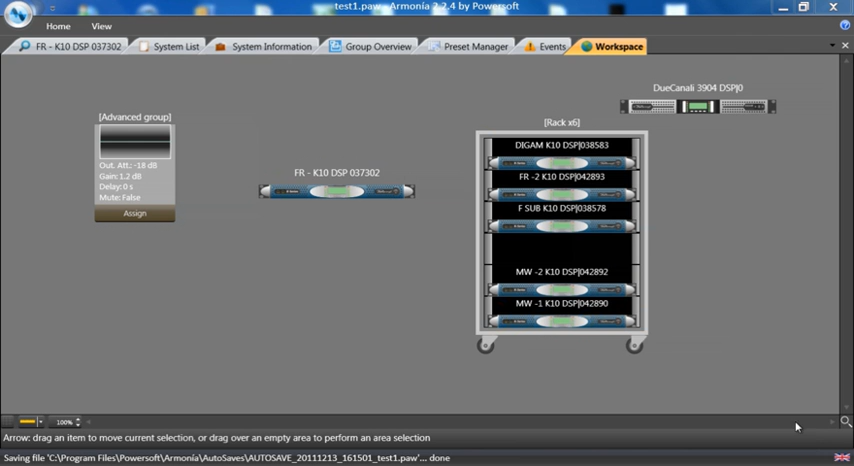 test1.paw - Armonía 2.2.4 by Powersoft
Home View
FR - K10 DSP 037302 System List System Information Group Overview Preset Manager Events Workspace
DueCanali 3904 DSP|0
[Advanced group]
[Rack x6]
Out. Att.: -18 dB
Gain: 1.2 dB
Delay: 0 s
Mute: False
Assign
FR - K10 DSP 037302
DIGAM K10 DSP|038583
FR -2 K10 DSP|042893
F SUB K10 DSP|038578
MW -2 K10 DSP|042892
MW -1 K10 DSP|042890
100%
Arrow: drag an item to move current selection, or drag over an empty area to perform an area selection
Saving file 'C:\Program Files\Powersoft\Armonía\AutoSaves\AUTOSAVE_20111213_161501_test1.paw'... done